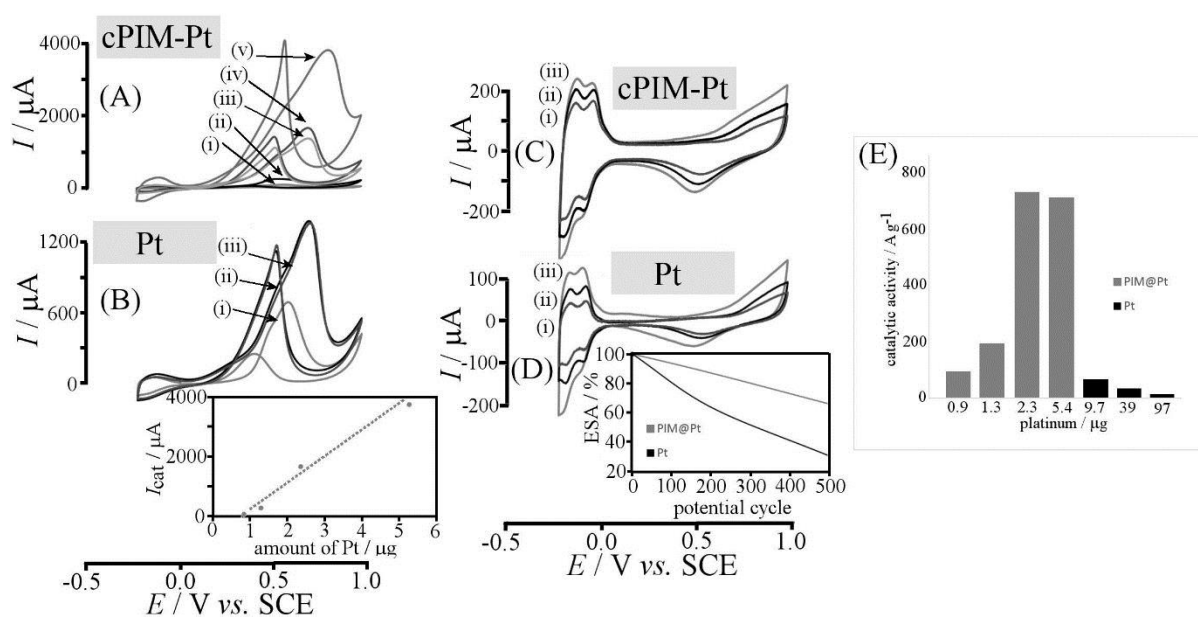 cPIM-Pt
(A)
4000
2000
0
I / µA
(v)
(iv)
(iii)
(ii)
(i)
Pt
(B)
1200
600
0
I / µA
(iii)
(ii)
(i)
4000
2000
0
Icat / µA
0 1 2 3 4 5 6
amount of Pt / µg
-0.5 0.0 0.5 1.0
E / V vs. SCE
cPIM-Pt
(C)
200
0
-200
I / µA
(iii)
(ii)
(i)
Pt
(D)
100
0
-100
-200
I / µA
(iii)
(ii)
(i)
100
80
60
40
20
ESA / %
PIM@Pt
Pt
0 100 200 300 400 500
potential cycle
-0.5 0.0 0.5 1.0
E / V vs. SCE
(E)
800
600
400
200
0
catalytic activity / A g-1
PIM@Pt
Pt
0.9 1.3 2.3 5.4 9.7 39 97
platinum / µg